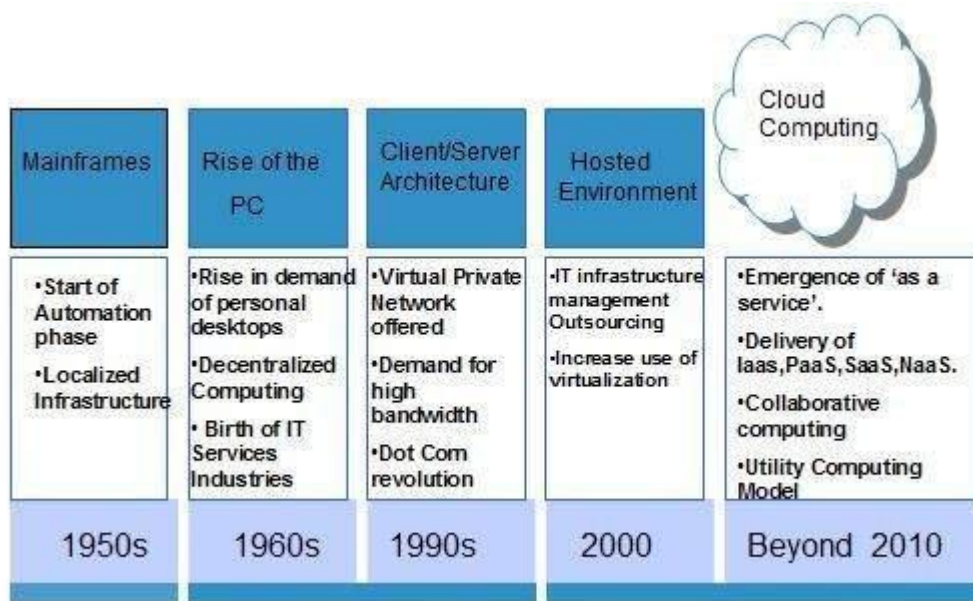 Mainframes
Rise of the
PC
Client/Server
Architecture
Hosted
Environment
Cloud
Computing
•Start of
Automation
phase
•Localized
Infrastructure
•Rise in demand
of personal
desktops
•Decentralized
Computing
• Birth of IT
Services
Industries
•Virtual Private
Network
offered
•Demand for
high
bandwidth
•Dot Com
revolution
•IT infrastructure
management
Outsourcing
•Increase use of
virtualization
•Emergence of ‘as a
service’.
•Delivery of
Iaas,PaaS,SaaS,NaaS.
•Collaborative
computing
•Utility Computing
Model
1950s
1960s
1990s
2000
Beyond 2010